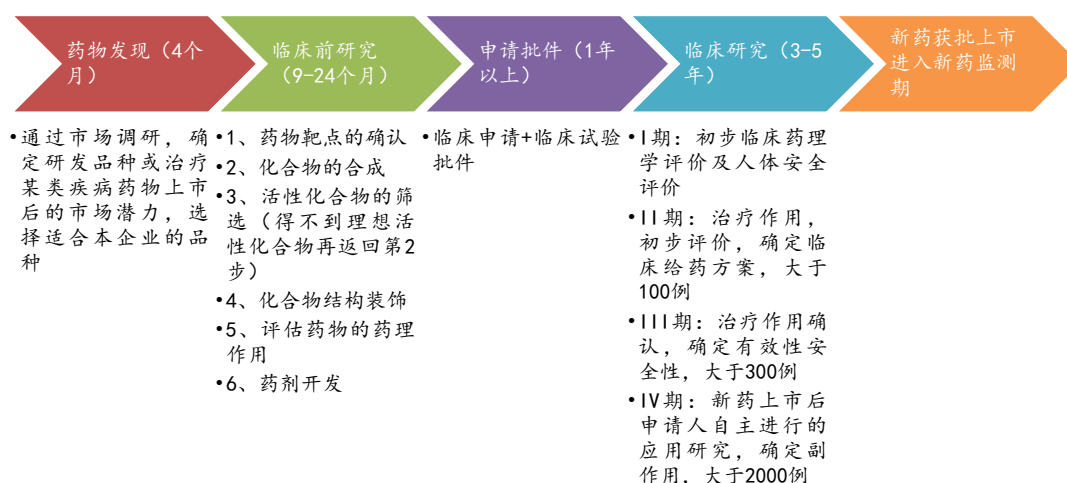 药物发现（4个
月）
临床前研究
（9-24个月）
申请批件（1年
以上）
临床研究（3-5
年）
新药获批上市
进入新药监测
期
•通过市场调研，确
定研发品种或治疗
某类疾病药物上市
后的市场潜力，选
择适合本企业的品
种
•1、药物靶点的确认
•2、化合物的合成
•3、活性化合物的筛
选（得不到理想活
性化合物再返回第2
步）
•4、化合物结构装饰
•5、评估药物的药理
作用
•6、药剂开发
•临床申请+临床试验
批件
•I期：初步临床药理
学评价及人体安全
评价
•II期：治疗作用，
初步评价，确定临
床给药方案，大于
100例
•III期：治疗作用确
认，确定有效性安
全性，大于300例
•IV期：新药上市后
申请人自主进行的
应用研究，确定副
作用，大于2000例